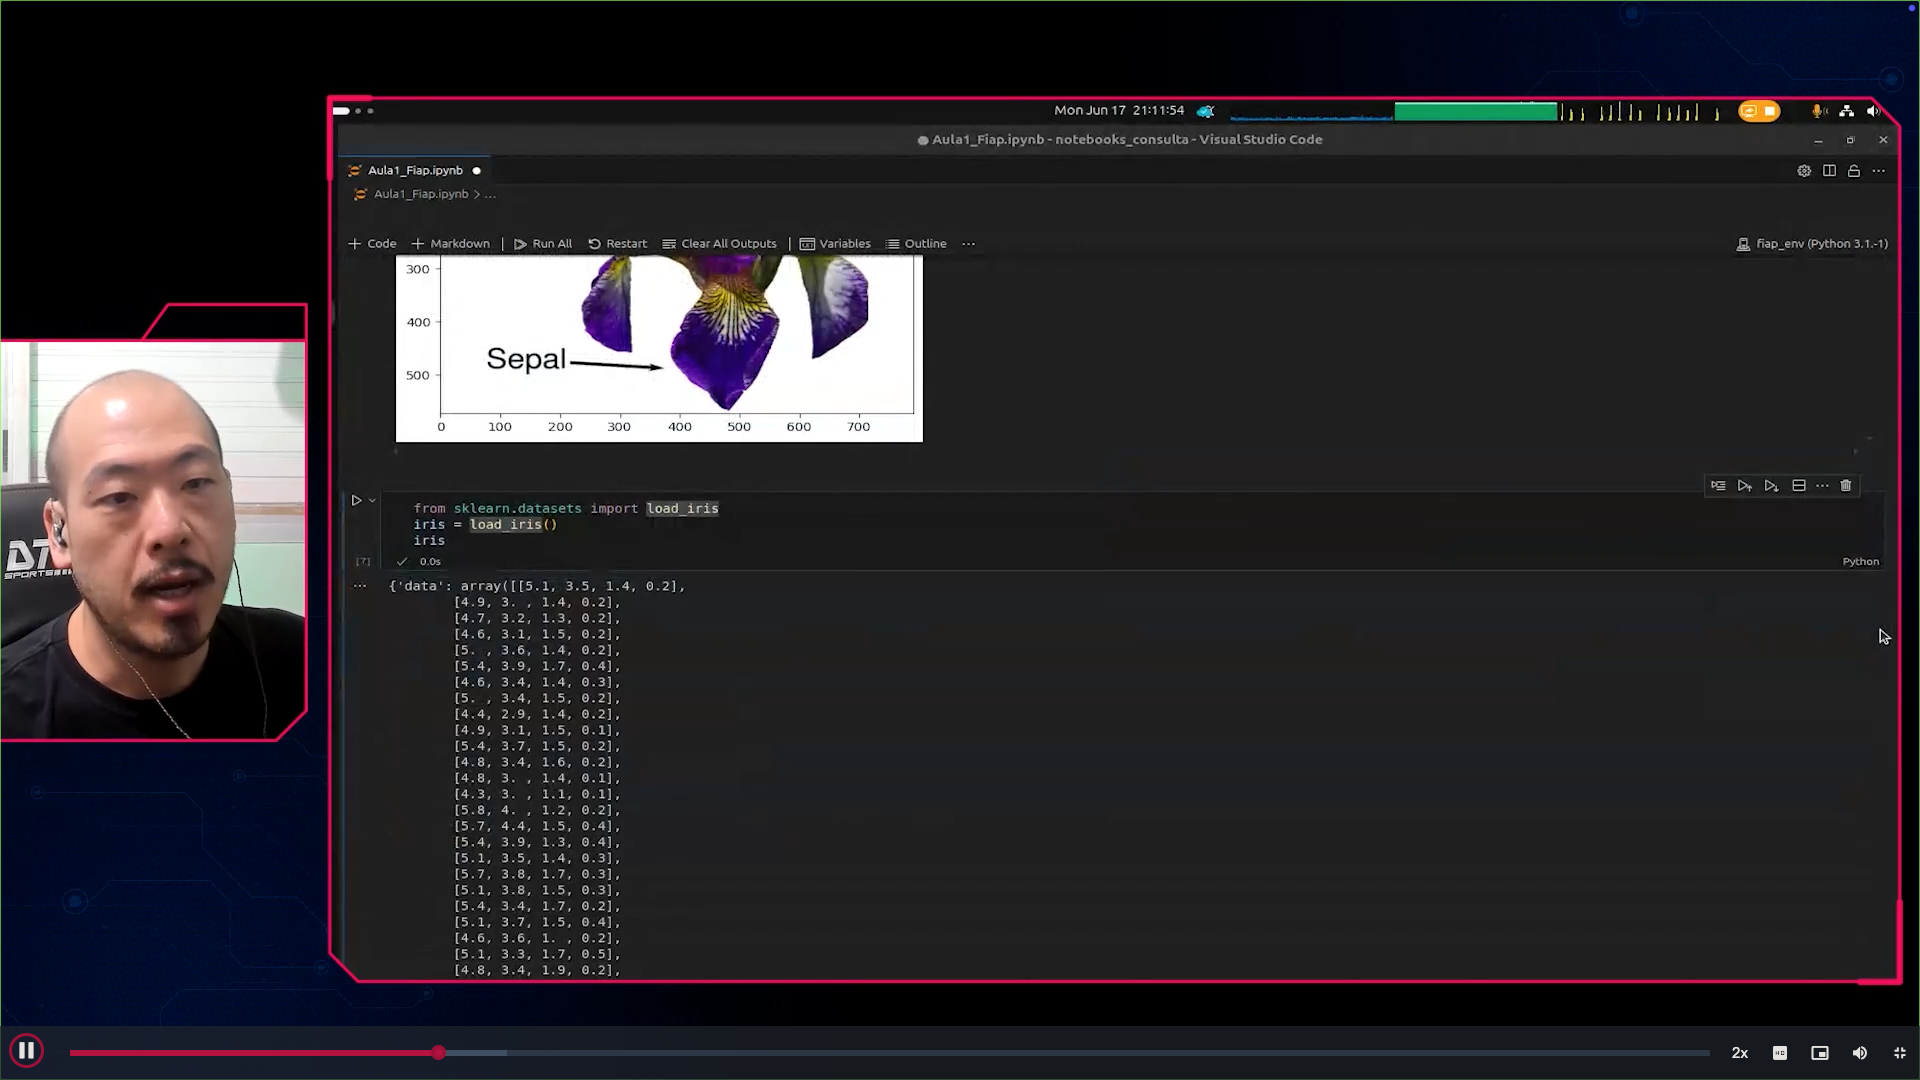 Mon Jun 17 21:11:54
Aula1_Fiap.ipynb - notebooks_consulta - Visual Studio Code
Aula1_Fiap.ipynb
Aula1_Fiap.ipynb > ...
+ Code + Markdown | Run All Restart Clear All Outputs | Variables Outline ...
fiap_env (Python 3.1.-1)
300
400
500
Sepal
0 100 200 300 400 500 600 700
from sklearn.datasets import load_iris
iris = load_iris()
iris
[7] 0.0s
Python
{'data': array([[5.1, 3.5, 1.4, 0.2],
[4.9, 3. , 1.4, 0.2],
[4.7, 3.2, 1.3, 0.2],
[4.6, 3.1, 1.5, 0.2],
[5. , 3.6, 1.4, 0.2],
[5.4, 3.9, 1.7, 0.4],
[4.6, 3.4, 1.4, 0.3],
[5. , 3.4, 1.5, 0.2],
[4.4, 2.9, 1.4, 0.2],
[4.9, 3.1, 1.5, 0.1],
[5.4, 3.7, 1.5, 0.2],
[4.8, 3.4, 1.6, 0.2],
[4.8, 3. , 1.4, 0.1],
[4.3, 3. , 1.1, 0.1],
[5.8, 4. , 1.2, 0.2],
[5.7, 4.4, 1.5, 0.4],
[5.4, 3.9, 1.3, 0.4],
[5.1, 3.5, 1.4, 0.3],
[5.7, 3.8, 1.7, 0.3],
[5.1, 3.8, 1.5, 0.3],
[5.4, 3.4, 1.7, 0.2],
[5.1, 3.7, 1.5, 0.4],
[4.6, 3.6, 1. , 0.2],
[5.1, 3.3, 1.7, 0.5],
[4.8, 3.4, 1.9, 0.2],
DT
SPORTS
2x
HD